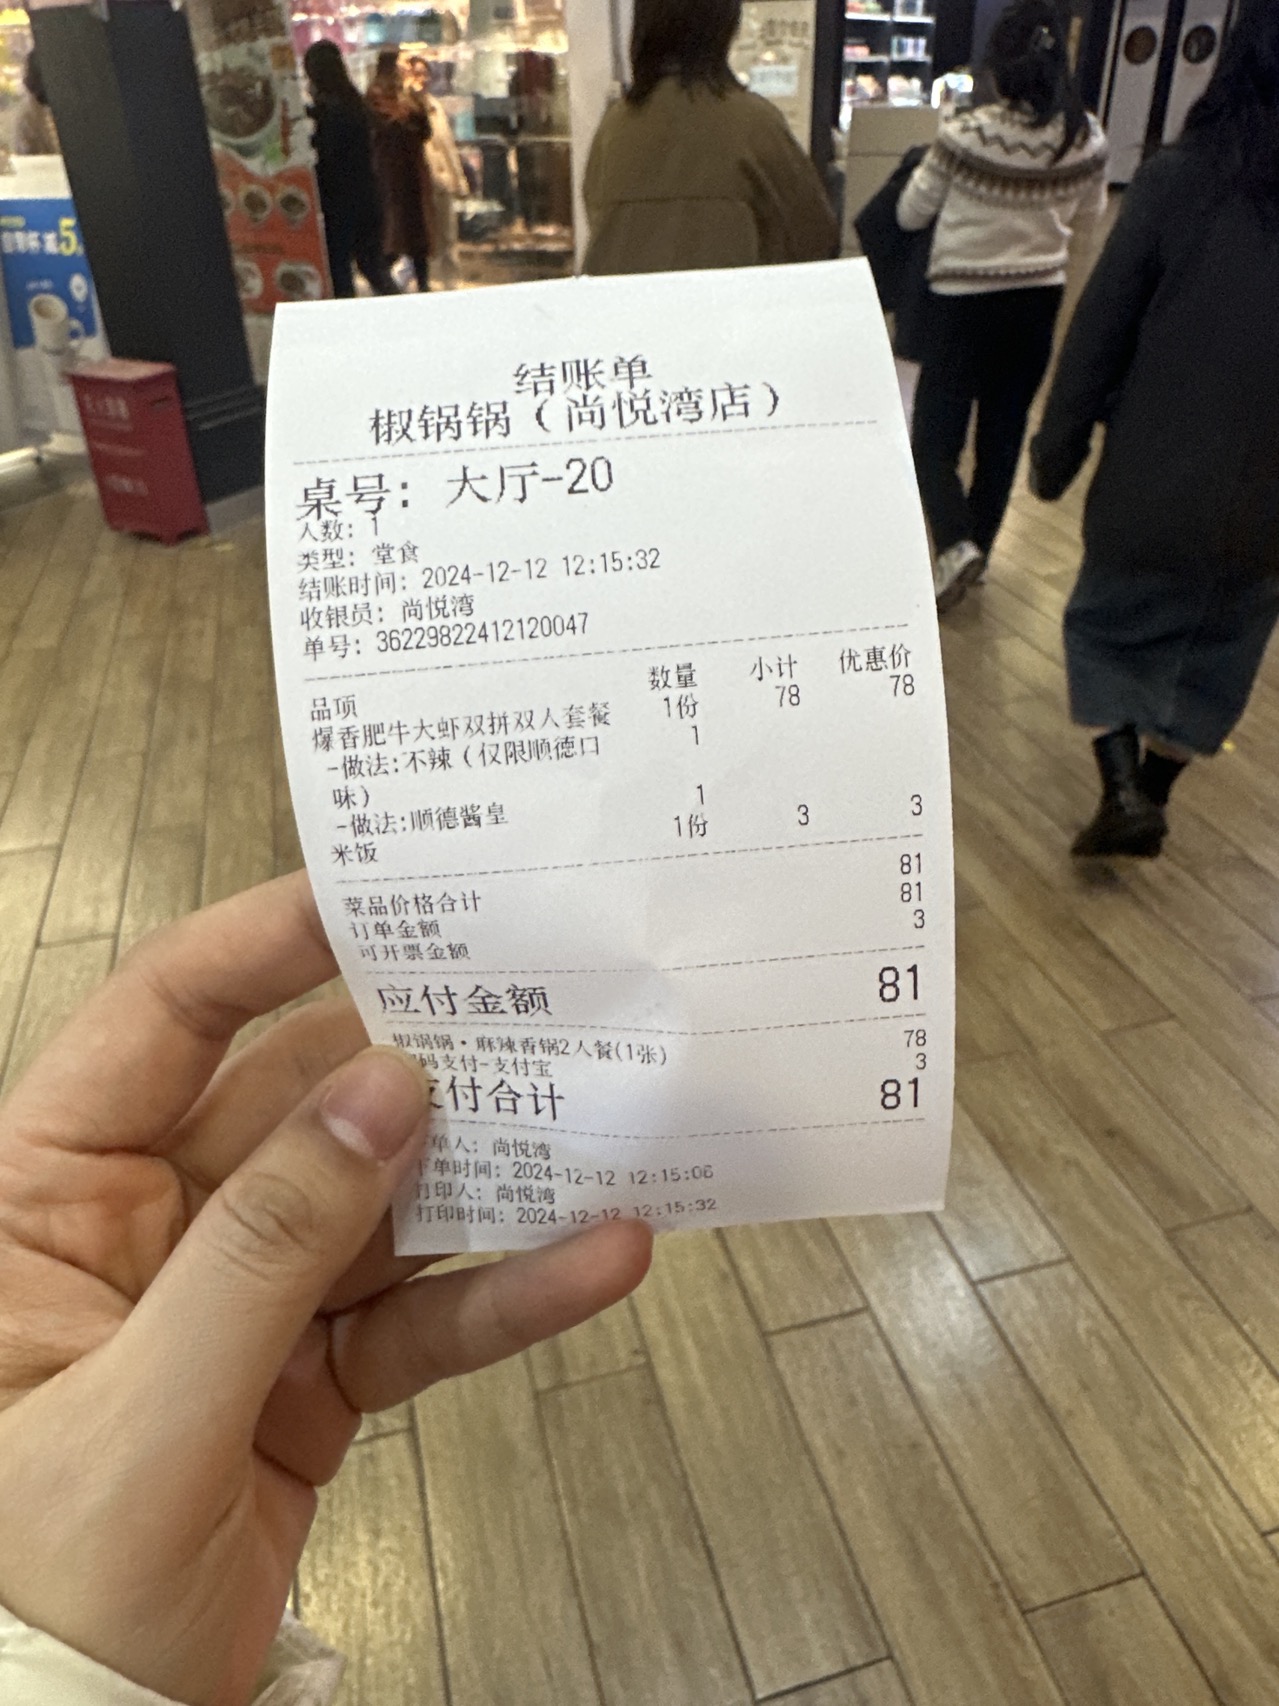 自带杯减5
结账单
椒锅锅（尚悦湾店）
桌号: 大厅-20
人数: 1
类型: 堂食
结账时间: 2024-12-12 12:15:32
收银员: 尚悦湾
单号: 36229822412120047
品项 数量 小计 优惠价
爆香肥牛大虾双拼双人套餐 1份 78 78
-做法:不辣（仅限顺德口 1
味）
-做法:顺德酱皇 1
米饭 1份 3 3
菜品价格合计 81
订单金额 81
可开票金额 3
应付金额 81
椒锅锅·麻辣香锅2人餐(1张) 78
码支付-支付宝 3
支付合计 81
单人: 尚悦湾
下单时间: 2024-12-12 12:15:06
打印人: 尚悦湾
打印时间: 2024-12-12 12:15:32